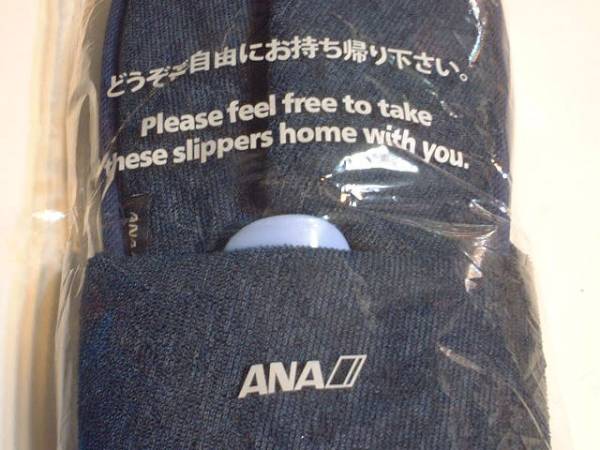 どうぞご自由にお持ち帰り下さい。
Please feel free to take
these slippers home with you.
ANA
ANA